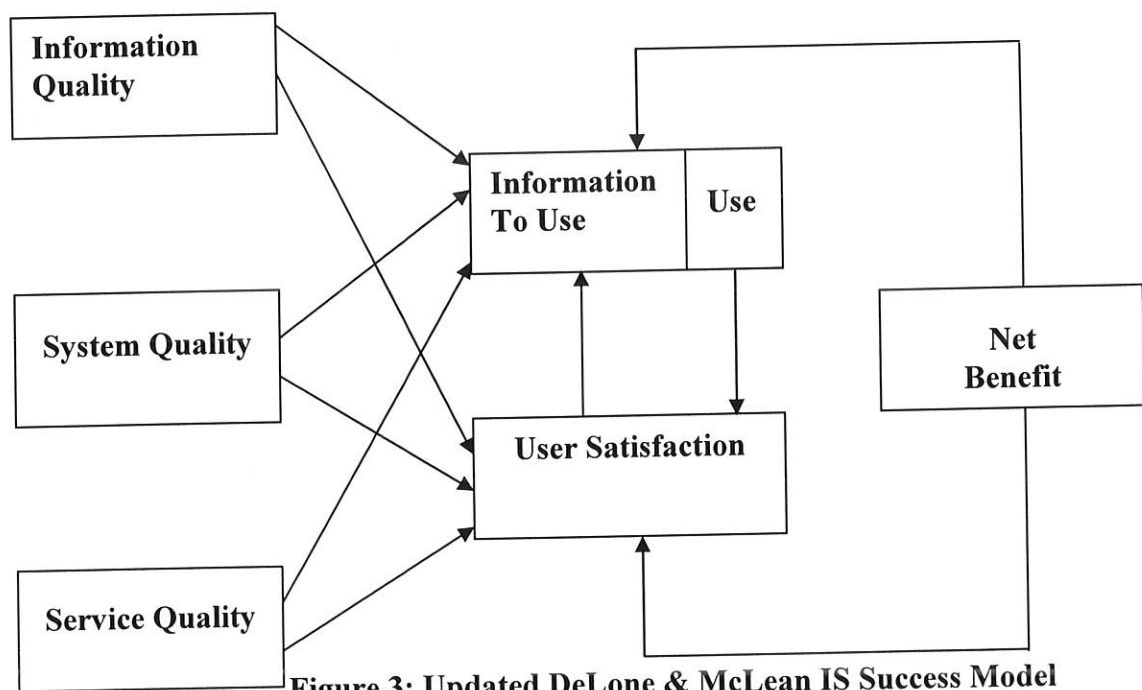 Information
Quality
Information
To Use
Use
System Quality
Net
Benefit
User Satisfaction
Service Quality
Figure 3: Updated DeLone & McLean IS Success Model